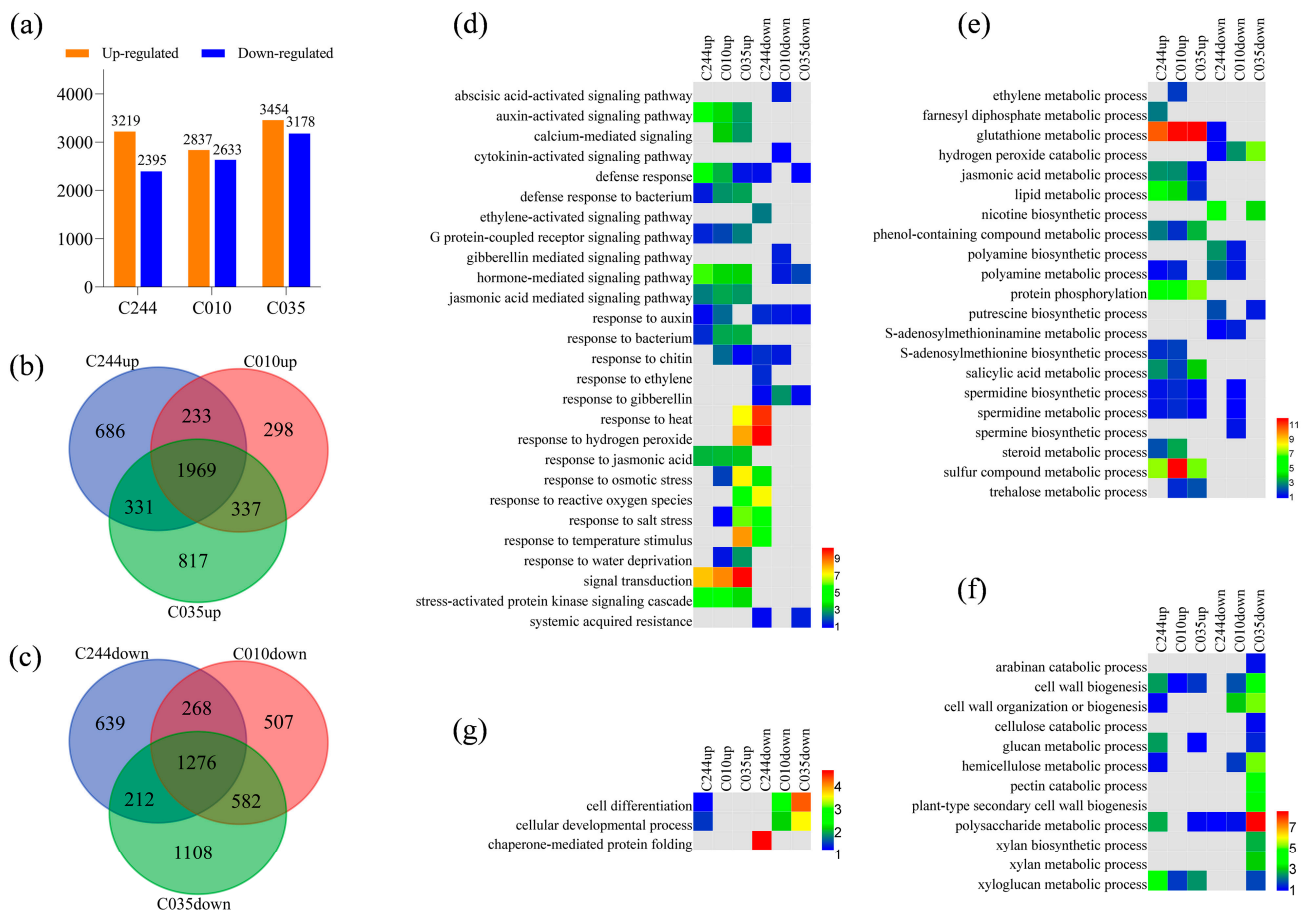 (a)
Up-regulated Down-regulated
4000
3000
2000
1000
0
3219
2395
2837
2633
3454
3178
C244 C010 C035
(b)
C244up
C010up
686
233
298
1969
331
337
817
C035up
(c)
C244down
C010down
639
268
507
1276
212
582
1108
C035down
(d)
C244up C010up C035up C244down C010down C035down
abscisic acid-activated signaling pathway
auxin-activated signaling pathway
calcium-mediated signaling
cytokinin-activated signaling pathway
defense response
defense response to bacterium
ethylene-activated signaling pathway
G protein-coupled receptor signaling pathway
gibberellin mediated signaling pathway
hormone-mediated signaling pathway
jasmonic acid mediated signaling pathway
response to auxin
response to bacterium
response to chitin
response to ethylene
response to gibberellin
response to heat
response to hydrogen peroxide
response to jasmonic acid
response to osmotic stress
response to reactive oxygen species
response to salt stress
response to temperature stimulus
response to water deprivation
signal transduction
stress-activated protein kinase signaling cascade
systemic acquired resistance
9
7
5
3
1
(e)
C244up C010up C035up C244down C010down C035down
ethylene metabolic process
farnesyl diphosphate metabolic process
glutathione metabolic process
hydrogen peroxide catabolic process
jasmonic acid metabolic process
lipid metabolic process
nicotine biosynthetic process
phenol-containing compound metabolic process
polyamine biosynthetic process
polyamine metabolic process
protein phosphorylation
putrescine biosynthetic process
S-adenosylmethioninamine metabolic process
S-adenosylmethionine biosynthetic process
salicylic acid metabolic process
spermidine biosynthetic process
spermidine metabolic process
spermine biosynthetic process
steroid metabolic process
sulfur compound metabolic process
trehalose metabolic process
11
9
7
5
3
1
(f)
C244up C010up C035up C244down C010down C035down
arabinan catabolic process
cell wall biogenesis
cell wall organization or biogenesis
cellulose catabolic process
glucan metabolic process
hemicellulose metabolic process
pectin catabolic process
plant-type secondary cell wall biogenesis
polysaccharide metabolic process
xylan biosynthetic process
xylan metabolic process
xyloglucan metabolic process
7
5
3
1
(g)
C244up C010up C035up C244down C010down C035down
cell differentiation
cellular developmental process
chaperone-mediated protein folding
4
3
2
1